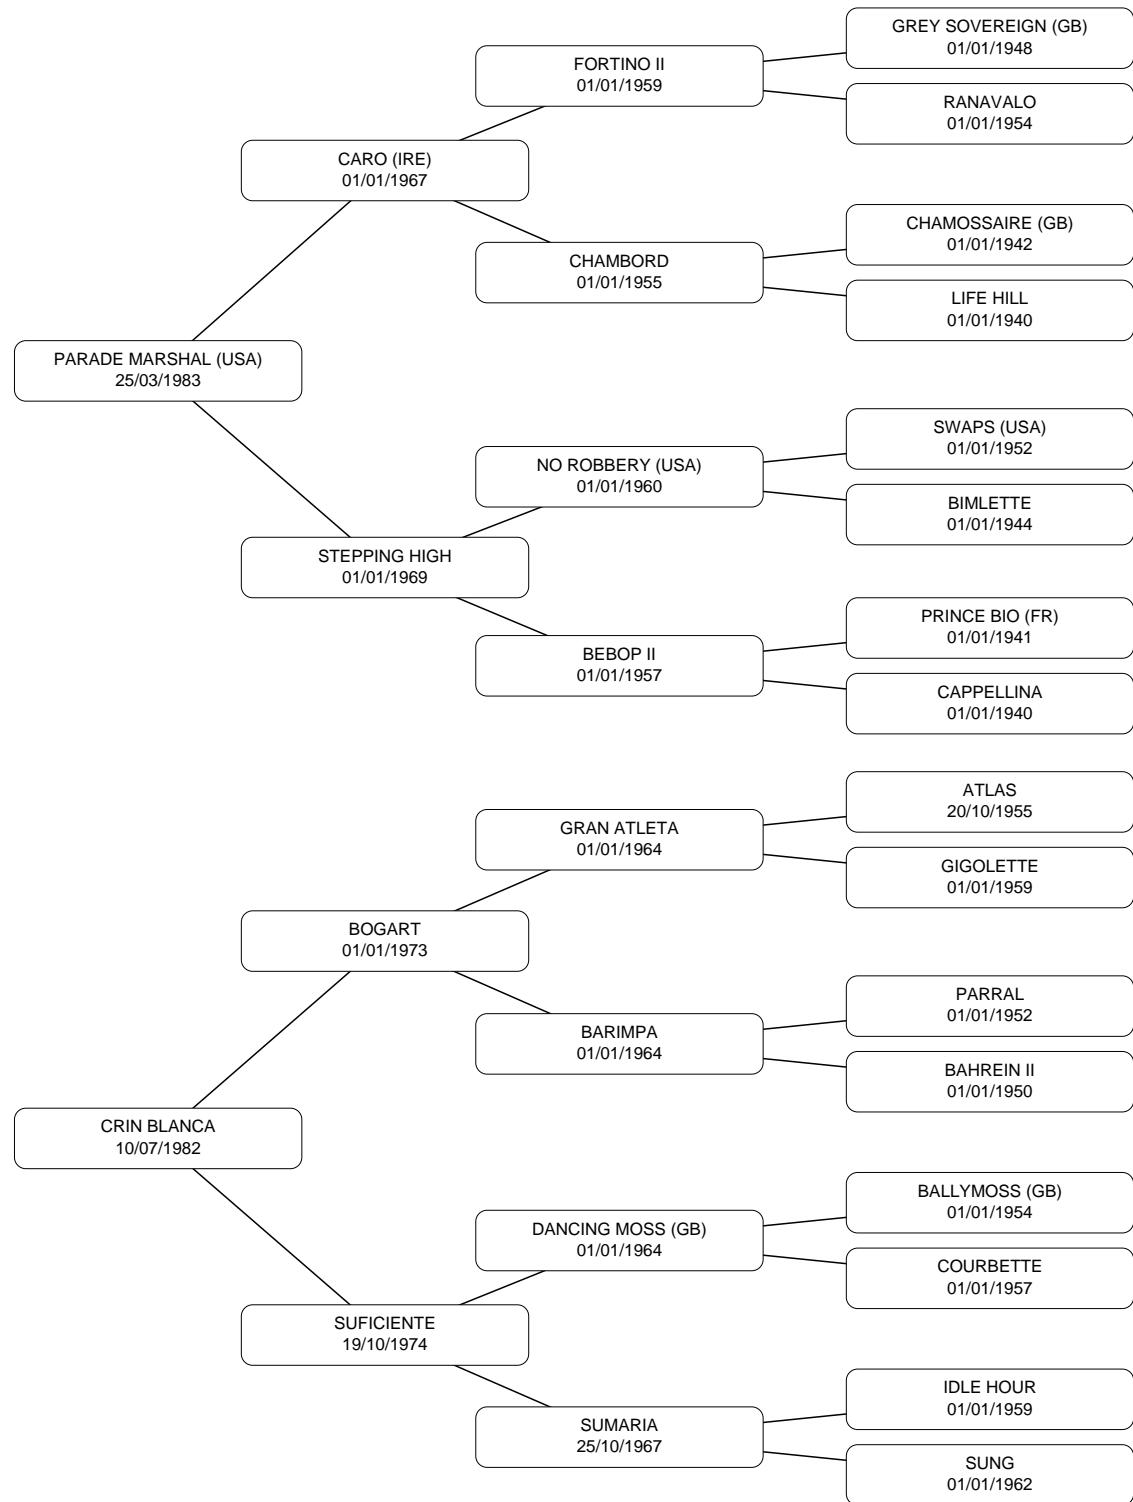 GREY SOVEREIGN (GB)
01/01/1948
FORTINO II
01/01/1959
RANAVALO
01/01/1954
CARO (IRE)
01/01/1967
CHAMOSSAIRE (GB)
01/01/1942
CHAMBORD
01/01/1955
LIFE HILL
01/01/1940
PARADE MARSHAL (USA)
25/03/1983
SWAPS (USA)
01/01/1952
NO ROBBERY (USA)
01/01/1960
BIMLETTE
01/01/1944
STEPPING HIGH
01/01/1969
PRINCE BIO (FR)
01/01/1941
BEBOP II
01/01/1957
CAPPELLINA
01/01/1940
ATLAS
20/10/1955
GRAN ATLETA
01/01/1964
GIGOLETTE
01/01/1959
BOGART
01/01/1973
PARRAL
01/01/1952
BARIMPA
01/01/1964
BAHREIN II
01/01/1950
CRIN BLANCA
10/07/1982
BALLYMOSS (GB)
01/01/1954
DANCING MOSS (GB)
01/01/1964
COURBETTE
01/01/1957
SUFICIENTE
19/10/1974
IDLE HOUR
01/01/1959
SUMARIA
25/10/1967
SUNG
01/01/1962